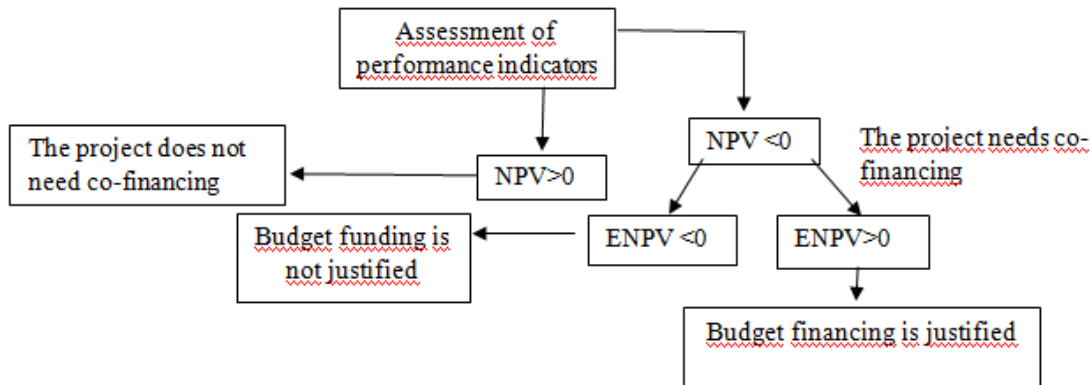 Assessment of
performance indicators
NPV <0
The project needs co-
financing
The project does not
need co-financing
NPV>0
Budget funding is
not justified
ENPV <0
ENPV>0
Budget financing is justified